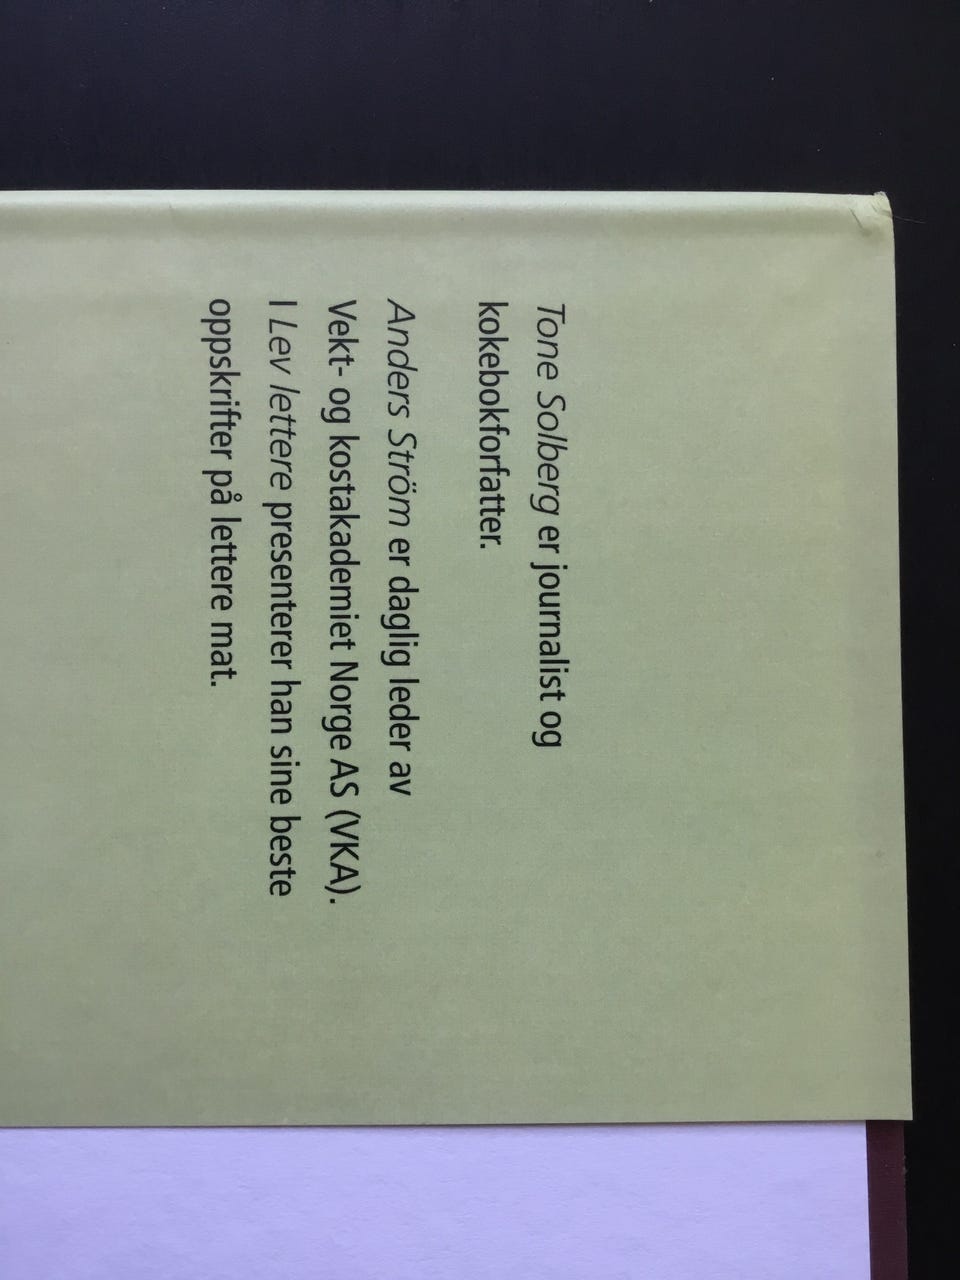 Tone Solberg er journalist og
kokebokforfatter.
Anders Ström er daglig leder av
Vekt- og kostakademiet Norge AS (VKA).
I Lev lettere presenterer han sine beste
oppskrifter på lettere mat.